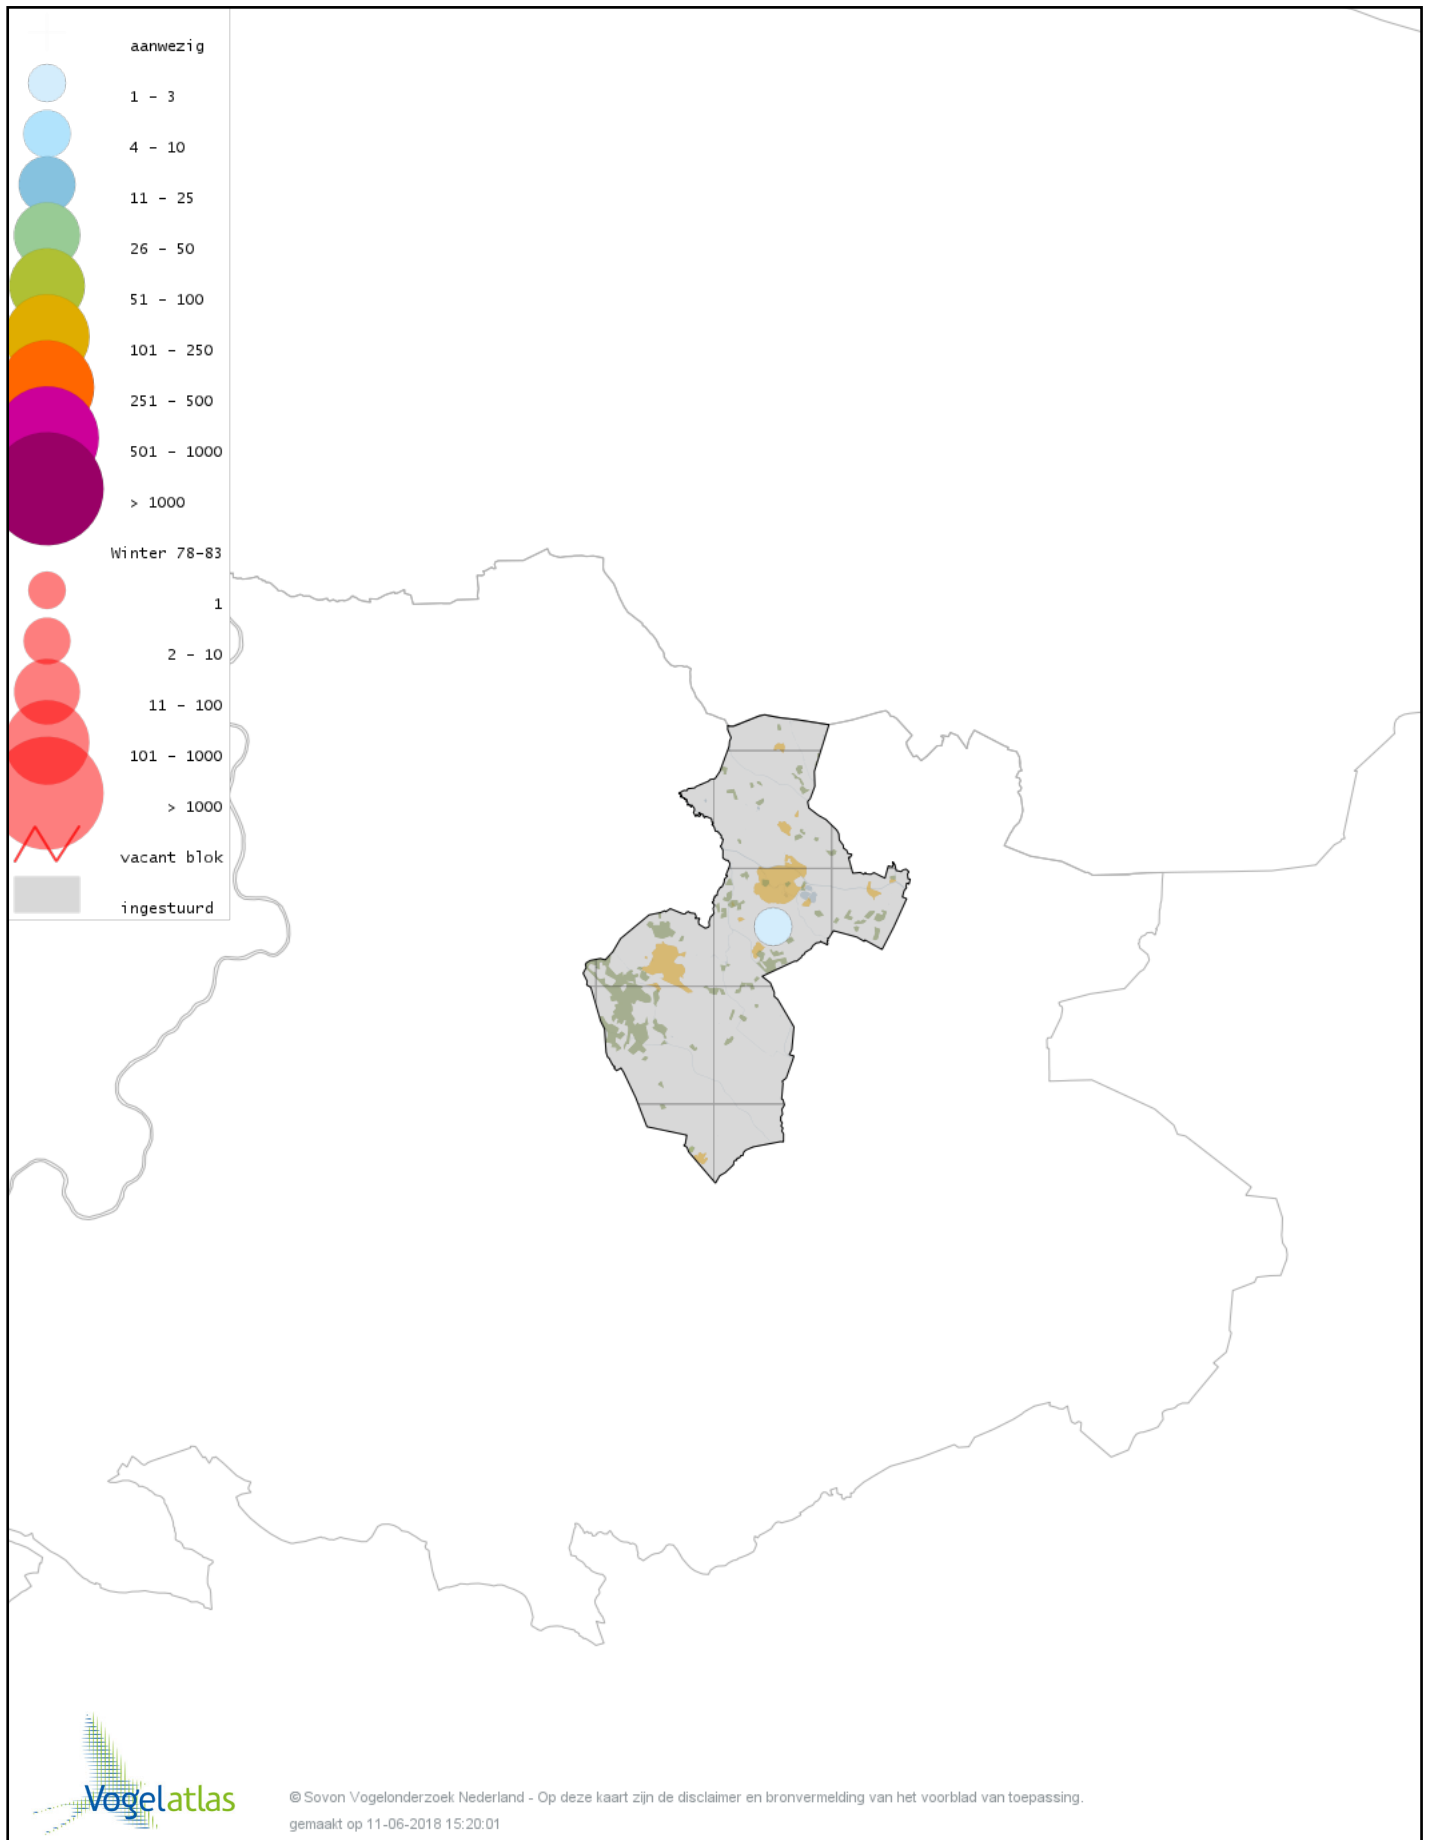 aanwezig
1 – 3
4 – 10
11 – 25
26 – 50
51 – 100
101 – 250
251 – 500
501 – 1000
> 1000
Winter 78–83
1
2 – 10
11 – 100
101 – 1000
> 1000
vacant blok
ingestuurd
Vogelatlas
© Sovon Vogelonderzoek Nederland - Op deze kaart zijn de disclaimer en bronvermelding van het voorblad van toepassing.
gemaakt op 11-06-2018 15:20:01